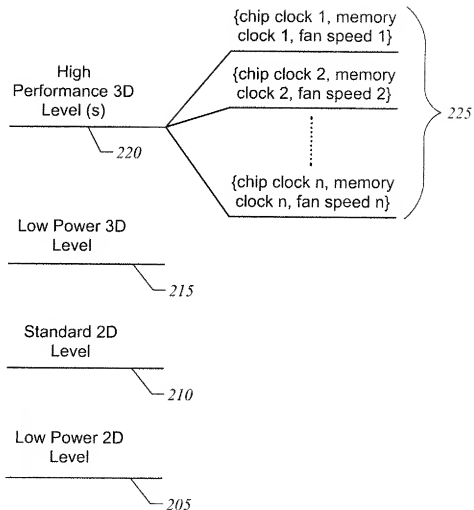 {chip clock 1, memory
clock 1, fan speed 1}
High
Performance 3D
Level (s)
{chip clock 2, memory
clock 2, fan speed 2}
225
220
{chip clock n, memory
clock n, fan speed n}
Low Power 3D
Level
215
Standard 2D
Level
210
Low Power 2D
Level
205